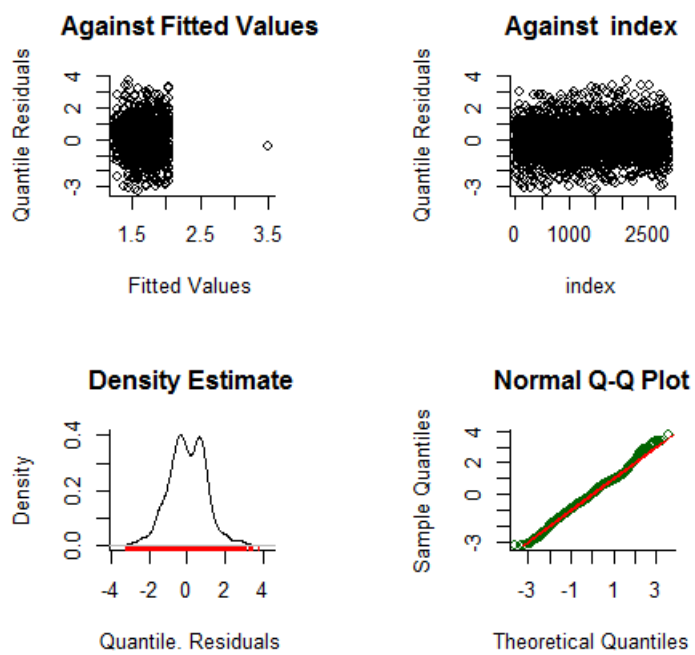 Against Fitted Values
Quantile Residuals
4
2
0
-3
1.5 2.5 3.5
Fitted Values
Against index
Quantile Residuals
4
2
0
-3
0 1000 2500
index
Density Estimate
Density
0.4
0.2
0.0
-4 -2 0 2 4
Quantile. Residuals
Normal Q-Q Plot
Sample Quantiles
4
2
0
-3
-3 -1 1 3
Theoretical Quantiles